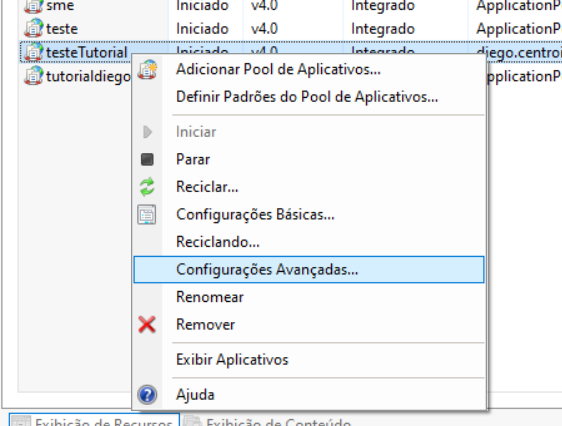 sme Iniciado v4.0 Integrado ApplicationP
teste Iniciado v4.0 Integrado ApplicationP
testeTutorial Iniciado v4.0 Integrado diego.centroi
tutorialdiego pplicationP
Adicionar Pool de Aplicativos...
Definir Padrões do Pool de Aplicativos...
Iniciar
Parar
Reciclar...
Configurações Básicas...
Reciclando...
Configurações Avançadas...
Renomear
Remover
Exibir Aplicativos
Ajuda
Exibição de Recursos Exibição de Conteúdo